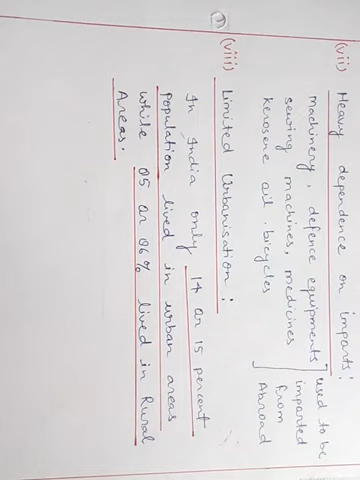 (vii) Heavy dependence on imports:
machinery, defence equipments
sewing machines, medicines
kerosene oil. bicycles
used to be
imparted
from
Abroad
(viii) Limited Urbanisation:
In India only 14 or 15 percent
population lived in urban areas
while 85 or 86% lived in Rural
Areas.